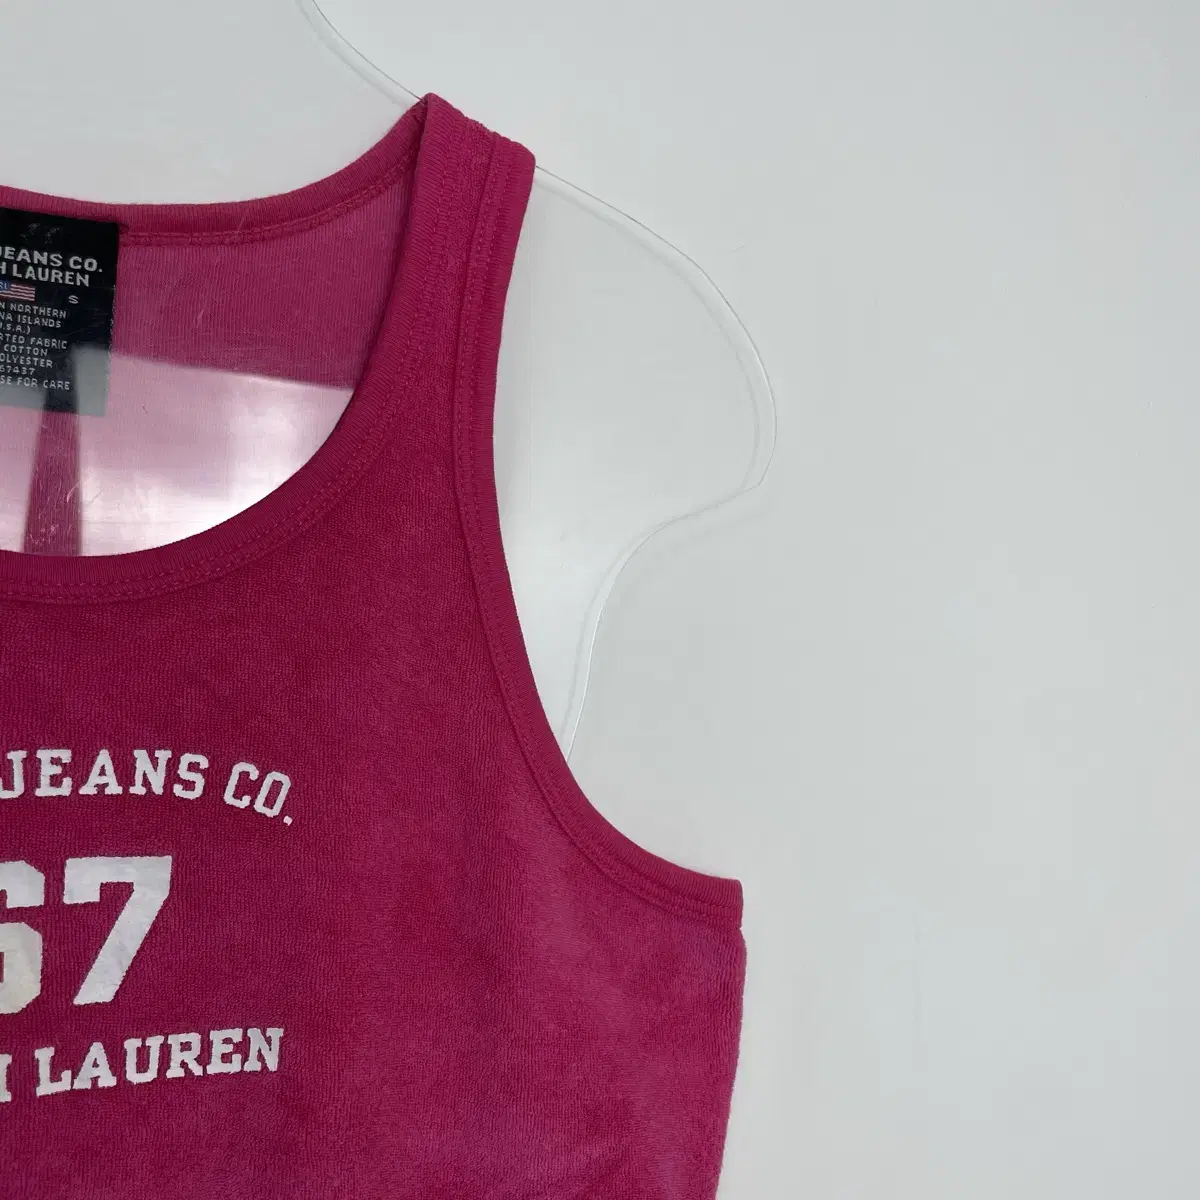 JEANS CO.
H LAUREN
S
N NORTHERN
NA ISLANDS
U.S.A.)
RTED FABRIC
COTTON
OLYESTER
67437
SE FOR CARE
JEANS CO.
67
H LAUREN